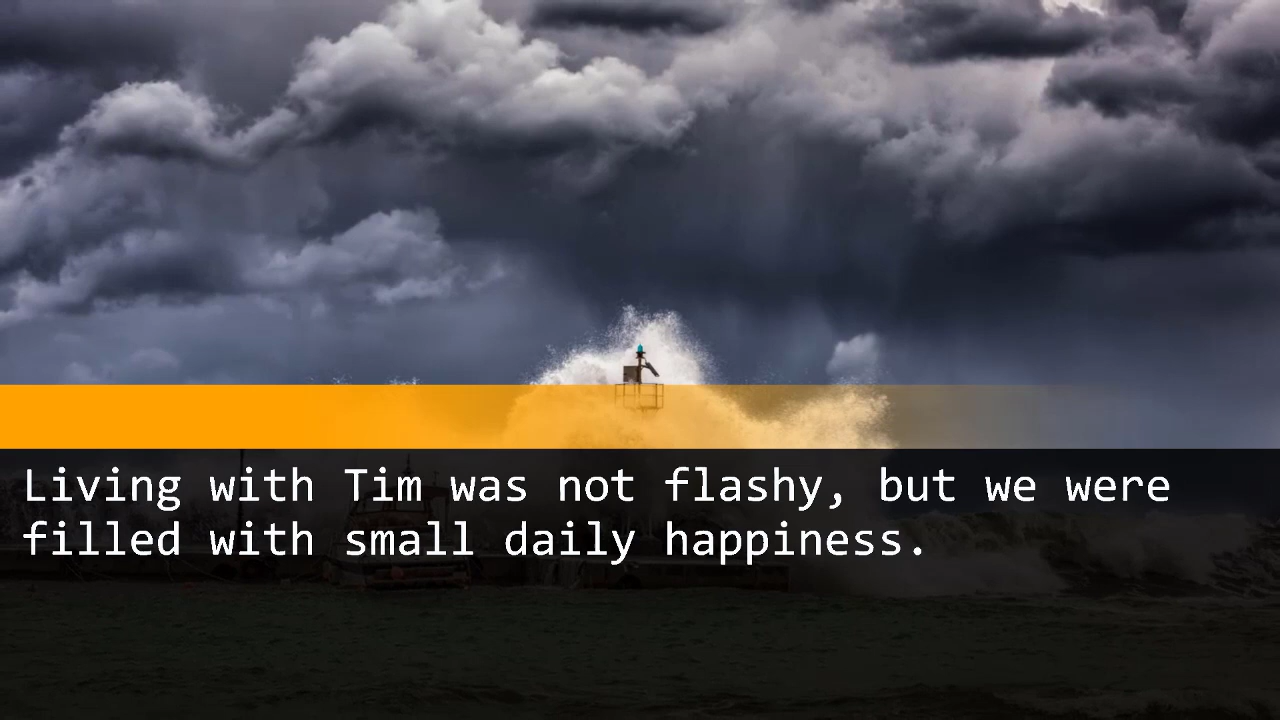 Living with Tim was not flashy, but we were
filled with small daily happiness.